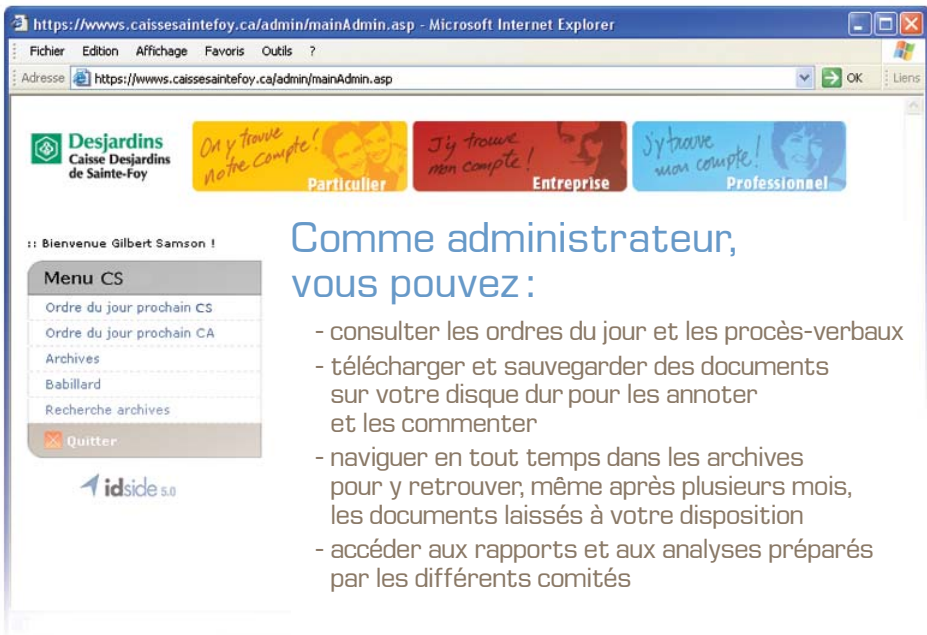 https://wwws.caissesaintefoy.ca/admin/mainAdmin.asp - Microsoft Internet Explorer
Fichier Edition Affichage Favoris Outils ?
Adresse https://wwws.caissesaintefoy.ca/admin/mainAdmin.asp OK Liens
Desjardins
Caisse Desjardins
de Sainte-Foy
On y trouve
notre compte!
Particulier
J'y trouve
mon compte!
Entreprise
J'y trouve
mon compte!
Professionnel
:: Bienvenue Gilbert Samson !
Menu CS
Ordre du jour prochain CS
Ordre du jour prochain CA
Archives
Babillard
Recherche archives
Quitter
idside 5.0
Comme administrateur,
vous pouvez :
- consulter les ordres du jour et les procès-verbaux
- télécharger et sauvegarder des documents
sur votre disque dur pour les annoter
et les commenter
- naviguer en tout temps dans les archives
pour y retrouver, même après plusieurs mois,
les documents laissés à votre disposition
- accéder aux rapports et aux analyses préparés
par les différents comités